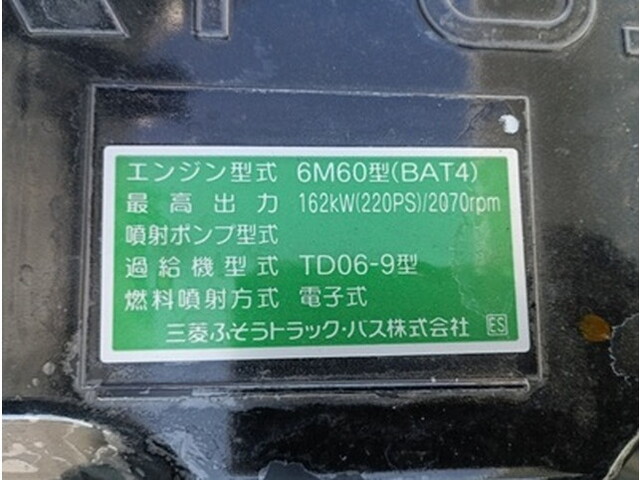 エンジン型式 6M60型(BAT4)
最高出力 162kW(220PS)/2070rpm
噴射ポンプ型式
過給機型式 TD06-9型
燃料噴射方式 電子式
三菱ふそうトラック・バス株式会社 ES